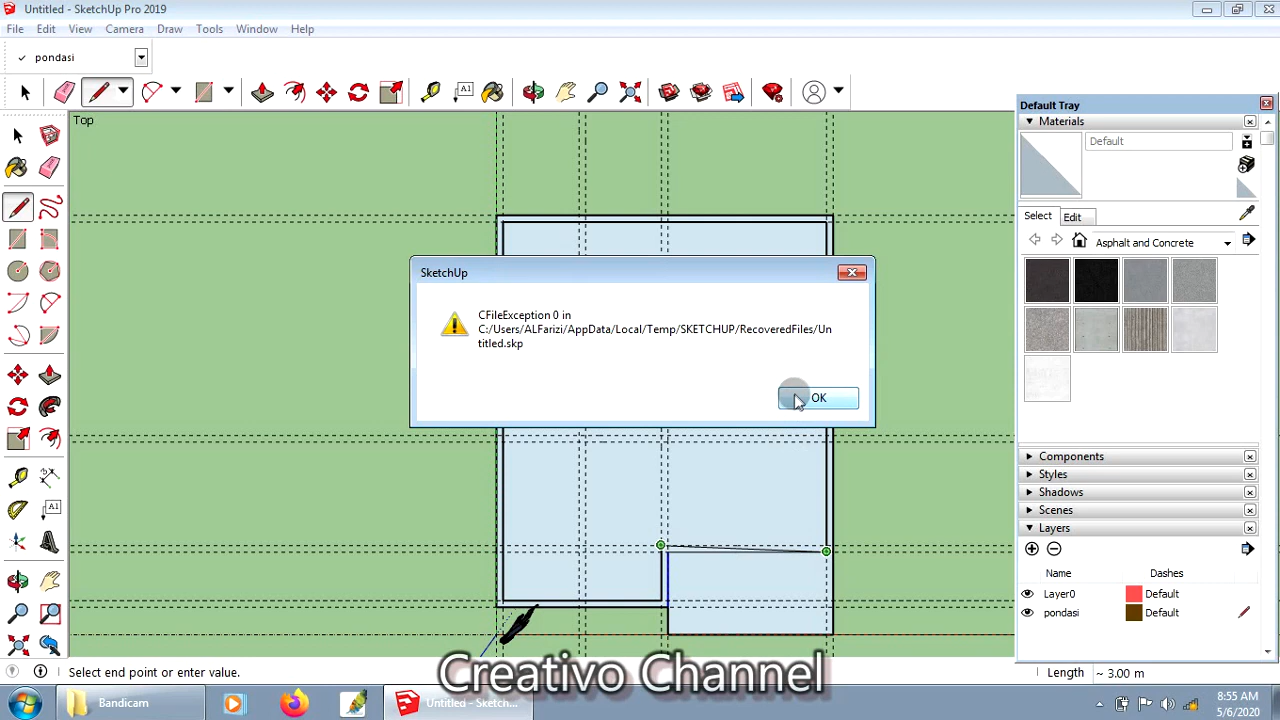 Untitled - SketchUp Pro 2019
File Edit View Camera Draw Tools Window Help
pondasi
A1
Top
Default Tray
Materials
Default
Select Edit
Asphalt and Concrete
SketchUp
CFileException 0 in
C:/Users/ALFarizi/AppData/Local/Temp/SKETCHUP/RecoveredFiles/Un
titled.skp
OK
A1
Components
Styles
Shadows
Scenes
Layers
Name Dashes
Layer0 Default
pondasi Default
Select end point or enter value.
Length ~ 3.00 m
Creativo Channel
Bandicam
Untitled - Sketch...
8:55 AM
5/6/2020